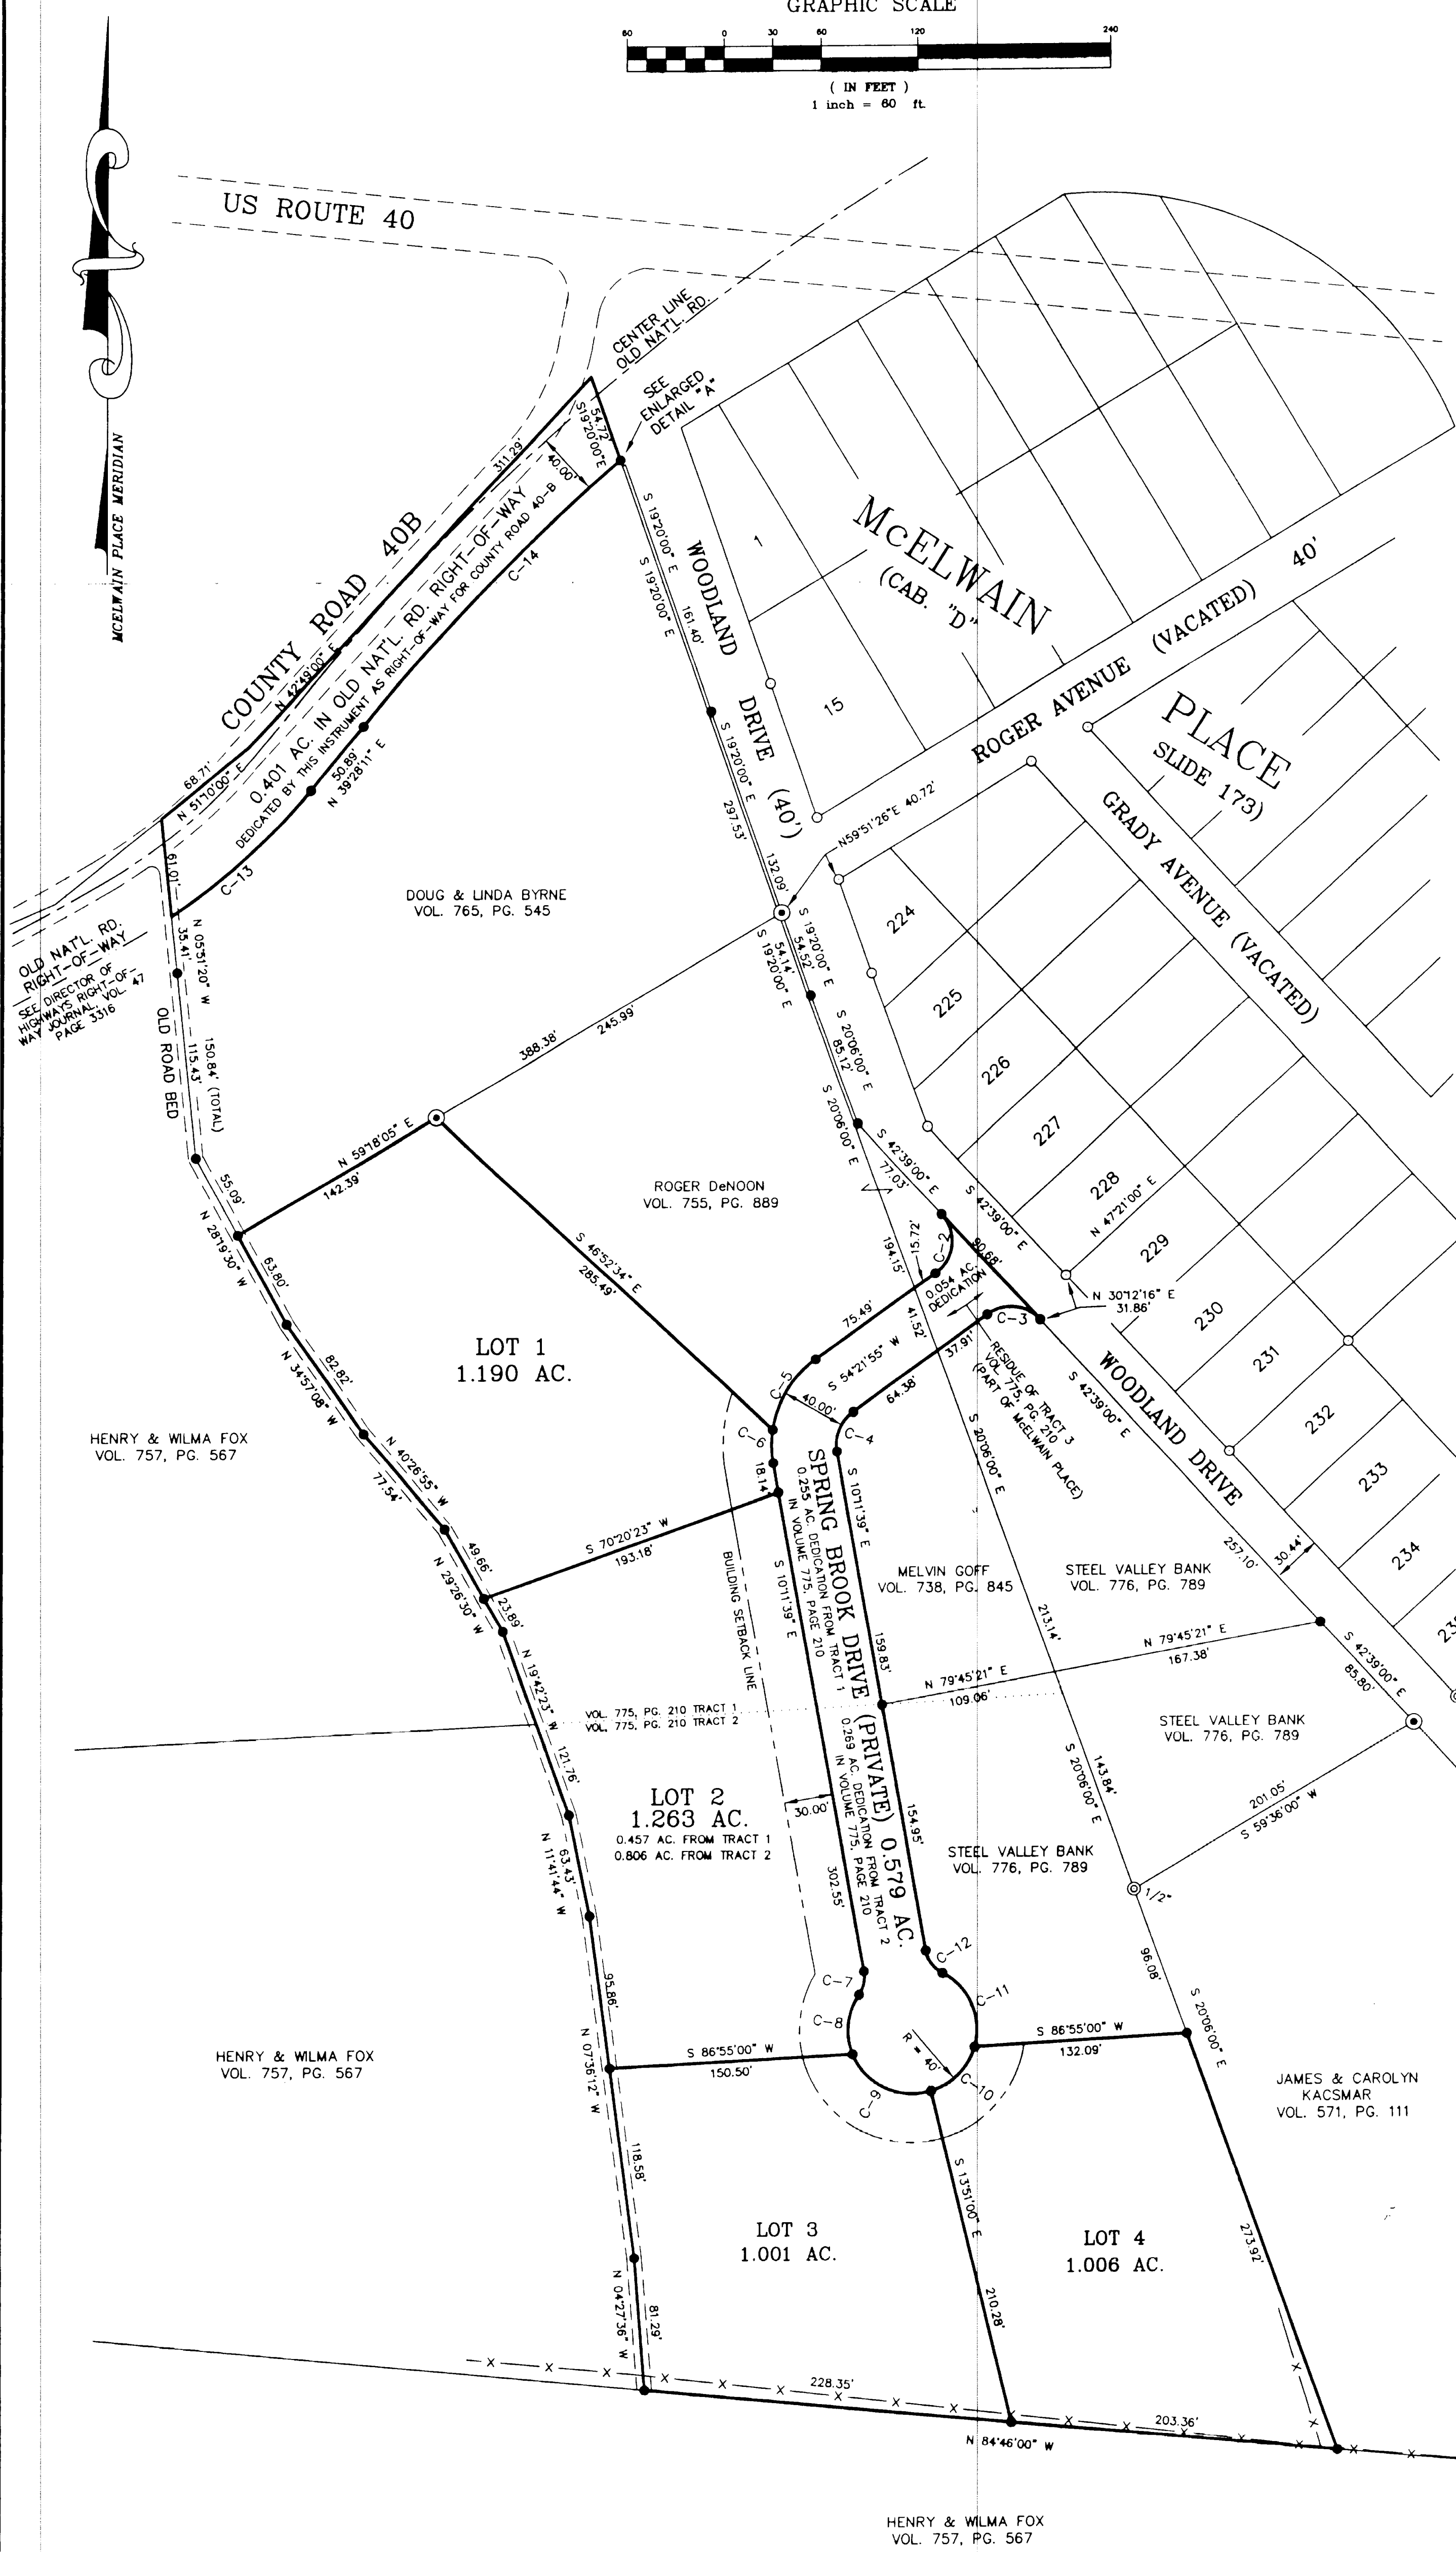 GRAPHIC SCALE
60 0 30 60 120 240
( IN FEET )
1 inch = 60 ft.
MCELWAIN PLACE MERIDIAN
US ROUTE 40
CENTER LINE
OLD NAT'L. RD.
SEE
ENLARGED
DETAIL "A"
54.72'
S19°20'00"E
311.29'
40.00'
COUNTY ROAD 40B
N 42°49'00" E
0.401 AC. IN OLD NAT'L. RD. RIGHT-OF-WAY
DEDICATED BY THIS INSTRUMENT AS RIGHT-OF-WAY FOR COUNTY ROAD 40-B
C-14
68.71'
N 51°10'00" E
50.89'
N 39°28'11" E
C-13
61.01'
N 05°51'20" W
35.41'
OLD NAT'L. RD.
RIGHT-OF-WAY
SEE DIRECTOR OF
HIGHWAYS RIGHT-OF-
WAY JOURNAL, VOL. 47
PAGE 3316
OLD ROAD BED
115.43'
150.84' (TOTAL)
S 19°20'00" E
S 19°20'00" E
161.40'
WOODLAND DRIVE (40')
S 19°20'00" E
297.53'
132.09'
1
15
McELWAIN
(CAB. "D"
PLACE
SLIDE 173)
ROGER AVENUE (VACATED) 40'
GRADY AVENUE (VACATED)
N59°51'26"E 40.72'
DOUG & LINDA BYRNE
VOL. 765, PG. 545
S 19°20'00" E
54.52'
54.14'
S 19°20'00" E
224
225
226
227
228
229
230
231
232
233
234
388.38'
245.99'
S 20°06'00" E
85.12'
S 20°06'00" E
N 59°18'05" E
142.39'
55.09'
N 28°19'30" W
63.80'
ROGER DeNOON
VOL. 755, PG. 889
S 42°39'00" E
77.03'
S 42°39'00" E
N 47°21'00" E
S 46°52'34" E
285.49'
194.15'
15.72'
C-2
90.68'
0.054 AC.
DEDICATION
N 30°12'16" E
31.86'
C-3
75.49'
41.52'
37.91'
S 54°21'55" W
64.38'
RESIDUE OF TRACT 3
VOL. 775, PG. 210
(PART OF McELWAIN PLACE)
LOT 1
1.190 AC.
82.82'
N 34°57'08" W
C-5
40.00'
C-4
C-6
18.14'
HENRY & WILMA FOX
VOL. 757, PG. 567
N 40°26'55" W
77.54'
49.66'
N 29°26'30" W
23.89'
S 70°20'23" W
193.18'
S 20°06'00" E
WOODLAND DRIVE
S 42°39'00" E
257.10'
30.44'
S 10°11'39" E
S 10°11'39" E
SPRING BROOK DRIVE (PRIVATE) 0.579 AC.
0.255 AC. DEDICATION FROM TRACT 1
IN VOLUME 775, PAGE 210
0.269 AC. DEDICATION FROM TRACT 2
IN VOLUME 775, PAGE 210
BUILDING SETBACK LINE
MELVIN GOFF
VOL. 738, PG. 845
STEEL VALLEY BANK
VOL. 776, PG. 789
159.83'
213.14'
N 79°45'21" E
167.38'
N 79°45'21" E
109.06'
S 42°39'00" E
85.80'
N 19°42'23" W
121.76'
VOL. 775, PG. 210 TRACT 1
VOL. 775, PG. 210 TRACT 2
STEEL VALLEY BANK
VOL. 776, PG. 789
143.84'
S 20°06'00" E
201.05'
S 59°36'00" W
LOT 2
1.263 AC.
0.457 AC. FROM TRACT 1
0.806 AC. FROM TRACT 2
30.00'
154.95'
302.55'
STEEL VALLEY BANK
VOL. 776, PG. 789
63.43'
N 11°41'44" W
1/2"
96.08'
C-12
C-7
C-11
C-8
95.86'
N 07°36'12" W
R = 40'
S 86°55'00" W
132.09'
S 20°06'00" E
S 86°55'00" W
150.50'
C-9
C-10
HENRY & WILMA FOX
VOL. 757, PG. 567
JAMES & CAROLYN
KACSMAR
VOL. 571, PG. 111
118.58'
S 13°51'00" E
210.28'
273.92'
LOT 3
1.001 AC.
LOT 4
1.006 AC.
N 04°27'36" W
81.29'
228.35'
203.36'
N 84°46'00" W
HENRY & WILMA FOX
VOL. 757, PG. 567